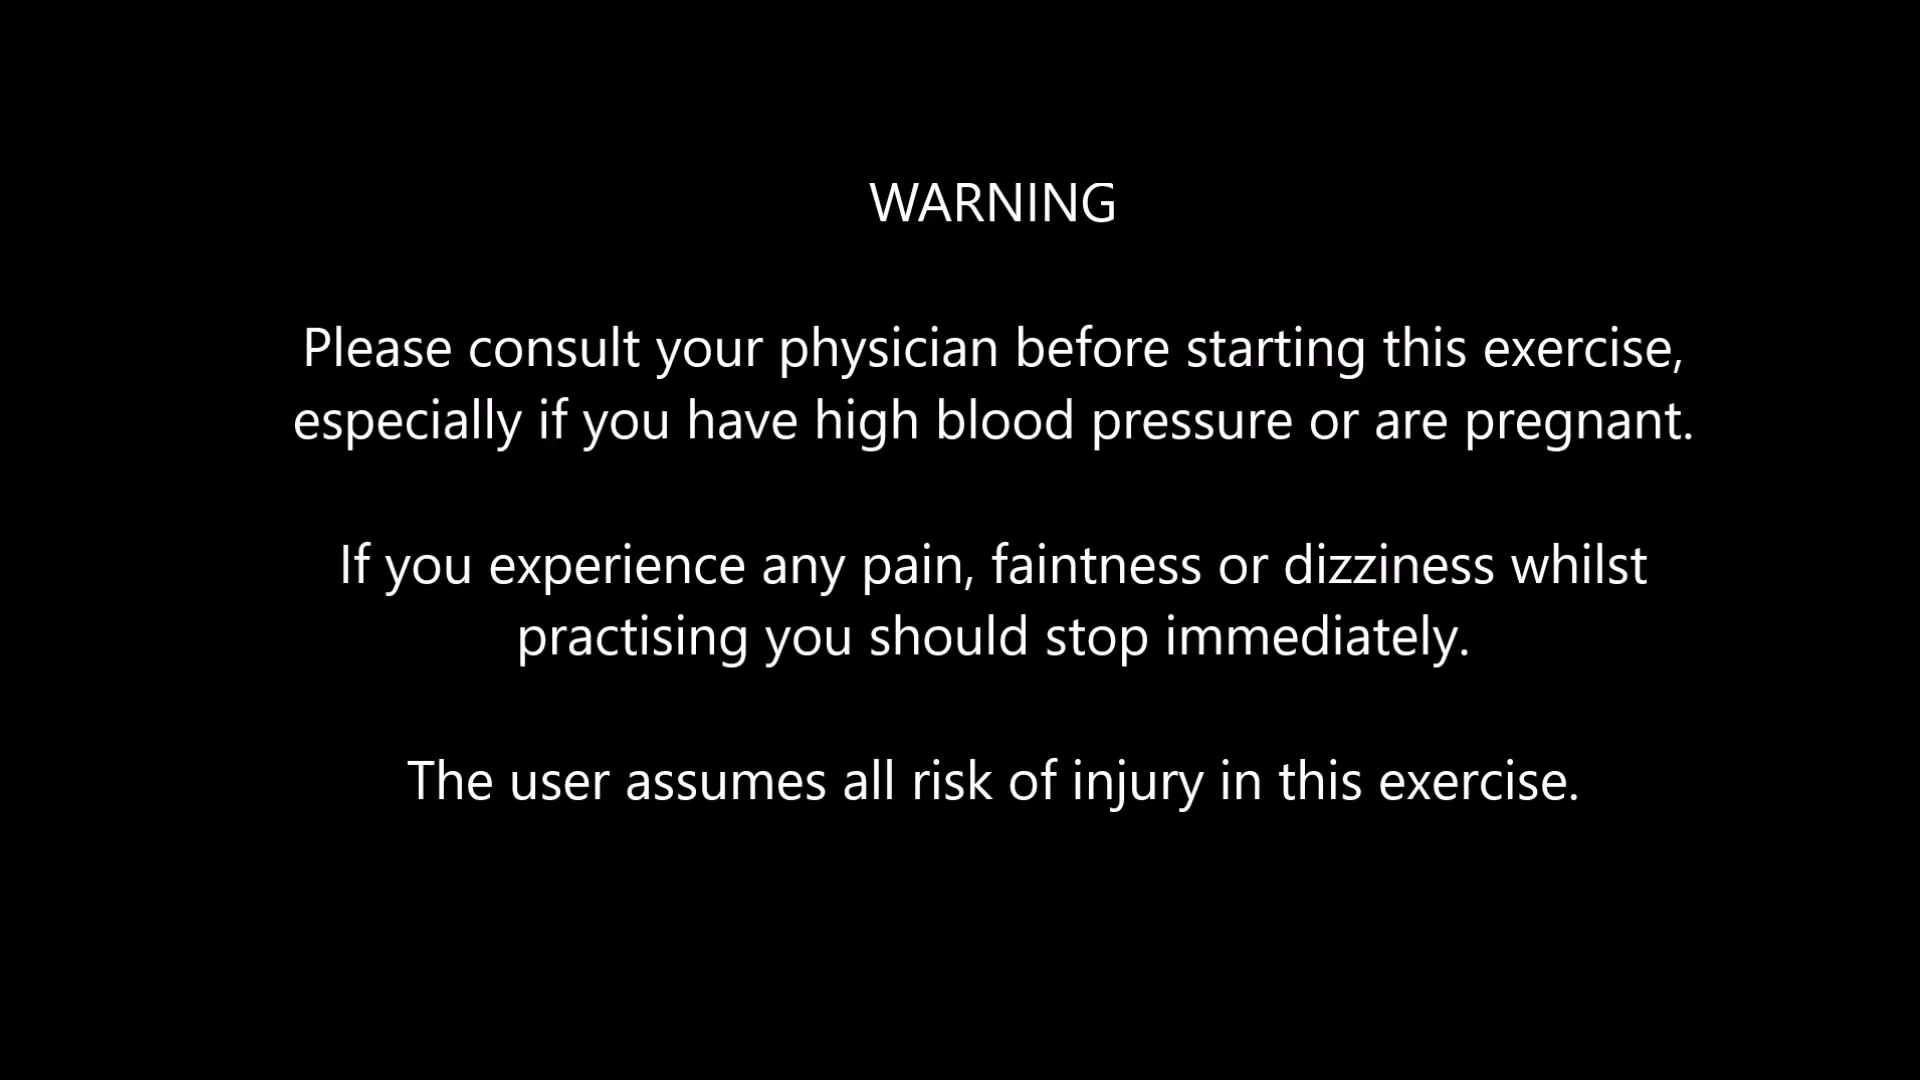 WARNING
Please consult your physician before starting this exercise,
especially if you have high blood pressure or are pregnant.
If you experience any pain, faintness or dizziness whilst
practising you should stop immediately.
The user assumes all risk of injury in this exercise.